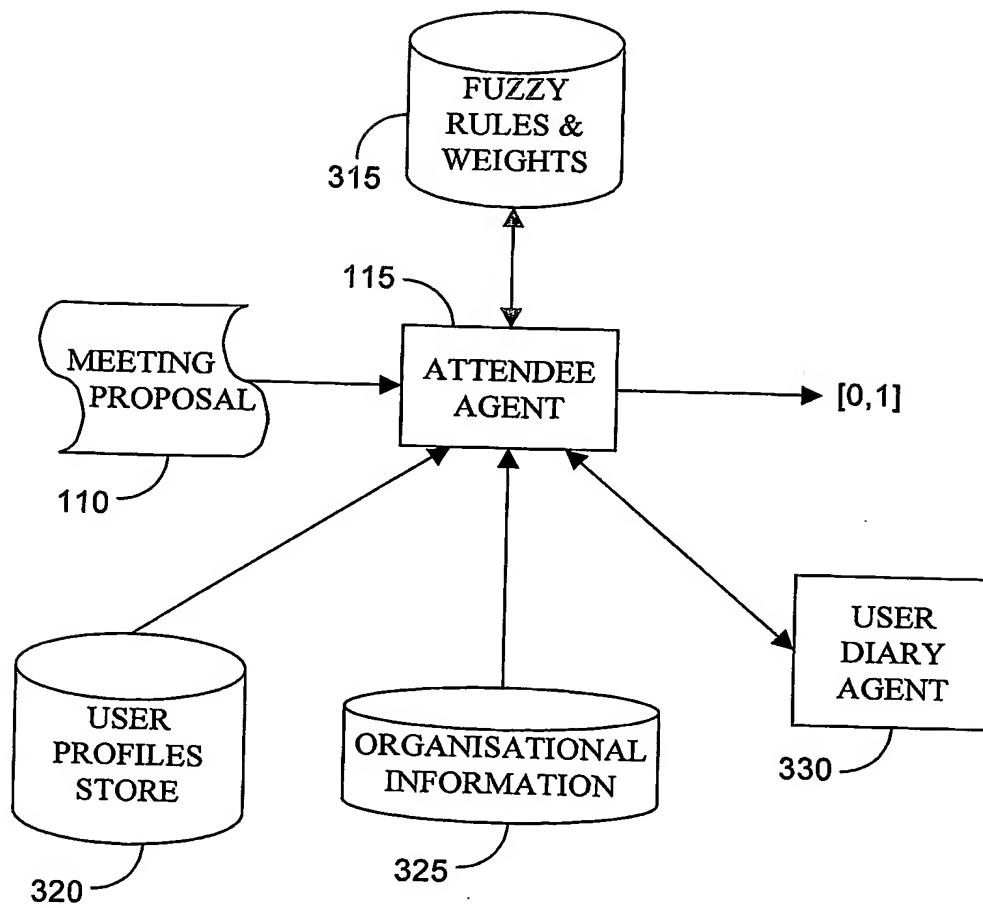 FUZZY
RULES &
WEIGHTS
315
115
MEETING
PROPOSAL
ATTENDEE
AGENT
[0,1]
110
USER
PROFILES
STORE
ORGANISATIONAL
INFORMATION
USER
DIARY
AGENT
330
325
320